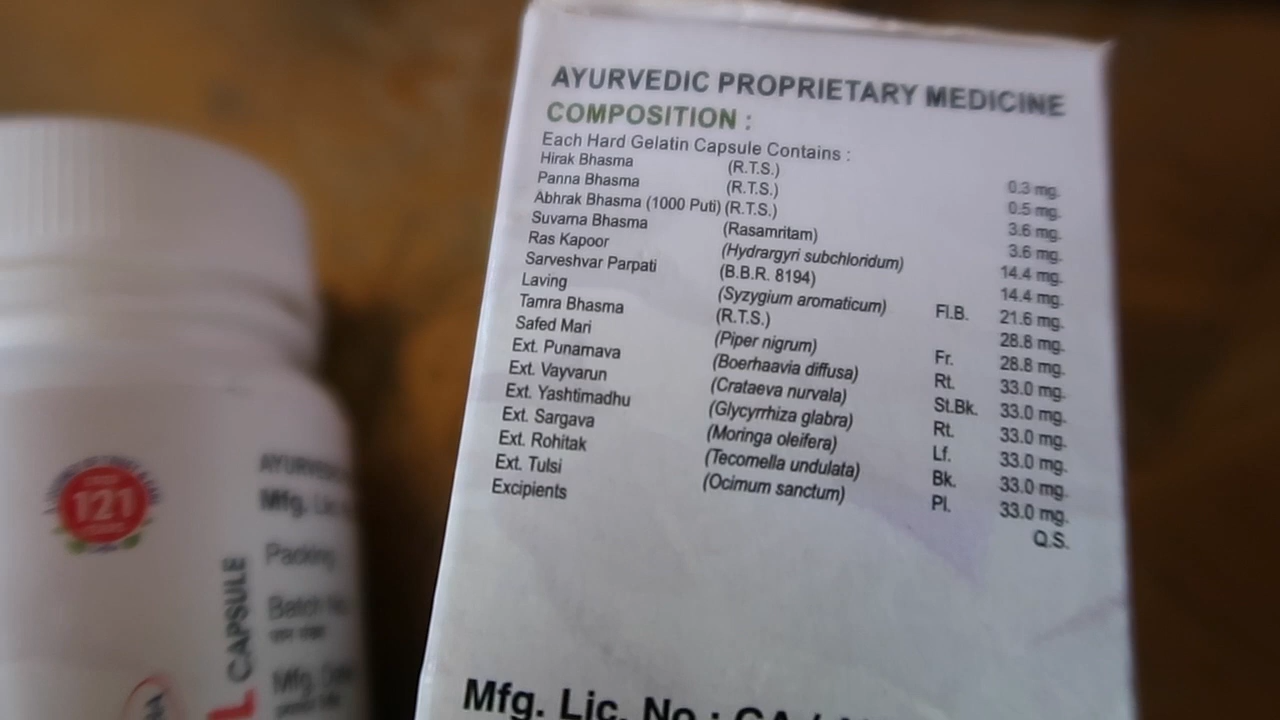 AYURVEDIC PROPRIETARY MEDICINE
COMPOSITION :
Each Hard Gelatin Capsule Contains :
Hirak Bhasma (R.T.S.) 0.3 mg.
Panna Bhasma (R.T.S.) 0.5 mg.
Abhrak Bhasma (1000 Puti) (R.T.S.) 3.6 mg.
Suvarna Bhasma (Rasamritam) 3.6 mg.
Ras Kapoor (Hydrargyri subchloridum) 14.4 mg.
Sarveshvar Parpati (B.B.R. 8194) 14.4 mg.
Laving (Syzygium aromaticum) Fl.B. 21.6 mg.
Tamra Bhasma (R.T.S.) 28.8 mg.
Safed Mari (Piper nigrum) Fr. 28.8 mg.
Ext. Punarnava (Boerhaavia diffusa) Rt. 33.0 mg.
Ext. Vayvarun (Crataeva nurvala) St.Bk. 33.0 mg.
Ext. Yashtimadhu (Glycyrrhiza glabra) Rt. 33.0 mg.
Ext. Sargava (Moringa oleifera) Lf. 33.0 mg.
Ext. Rohitak (Tecomella undulata) Bk. 33.0 mg.
Ext. Tulsi (Ocimum sanctum) Pl. 33.0 mg.
Excipients Q.S.
Mfg. Lic. No : GA /
121
CAPSULE
Mfg.
Packing
Batch
Mfg.